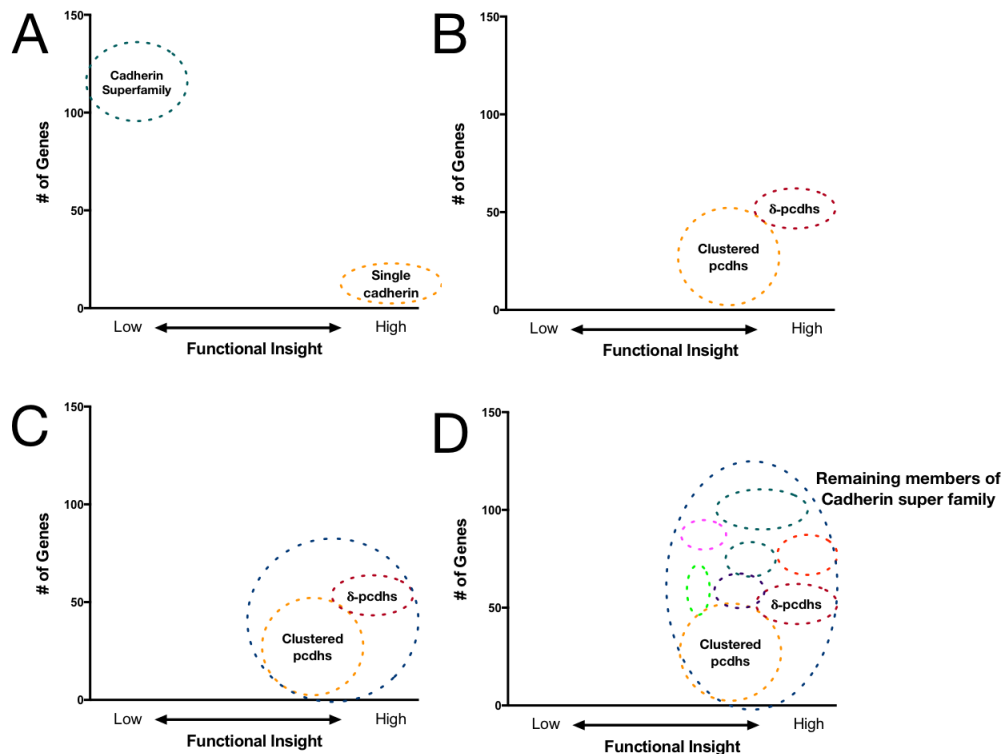 A
150
100
50
0
# of Genes
Cadherin
Superfamily
Single
cadherin
Low
High
Functional Insight
B
150
100
50
0
# of Genes
δ-pcdhs
Clustered
pcdhs
Low
High
Functional Insight
C
150
100
50
0
# of Genes
δ-pcdhs
Clustered
pcdhs
Low
High
Functional Insight
D
150
100
50
0
# of Genes
Remaining members of
Cadherin super family
δ-pcdhs
Clustered
pcdhs
Low
High
Functional Insight